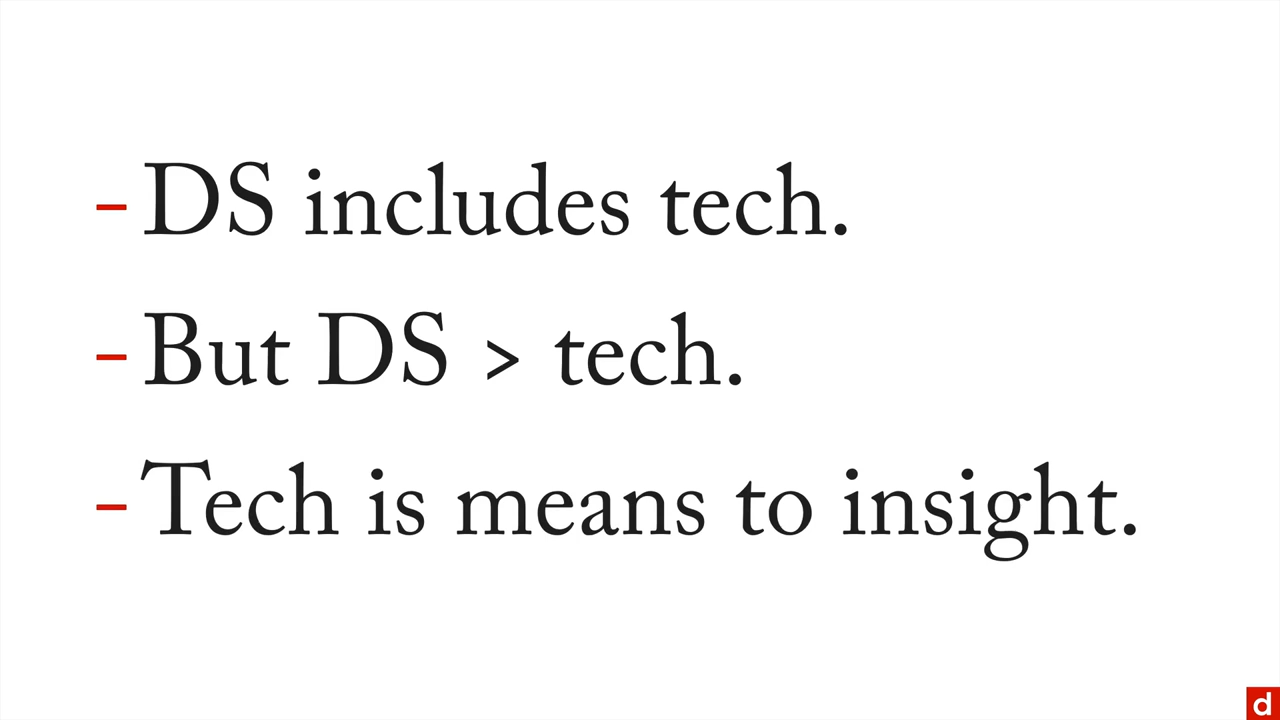 – DS includes tech.
– But DS > tech.
– Tech is means to insight.
d